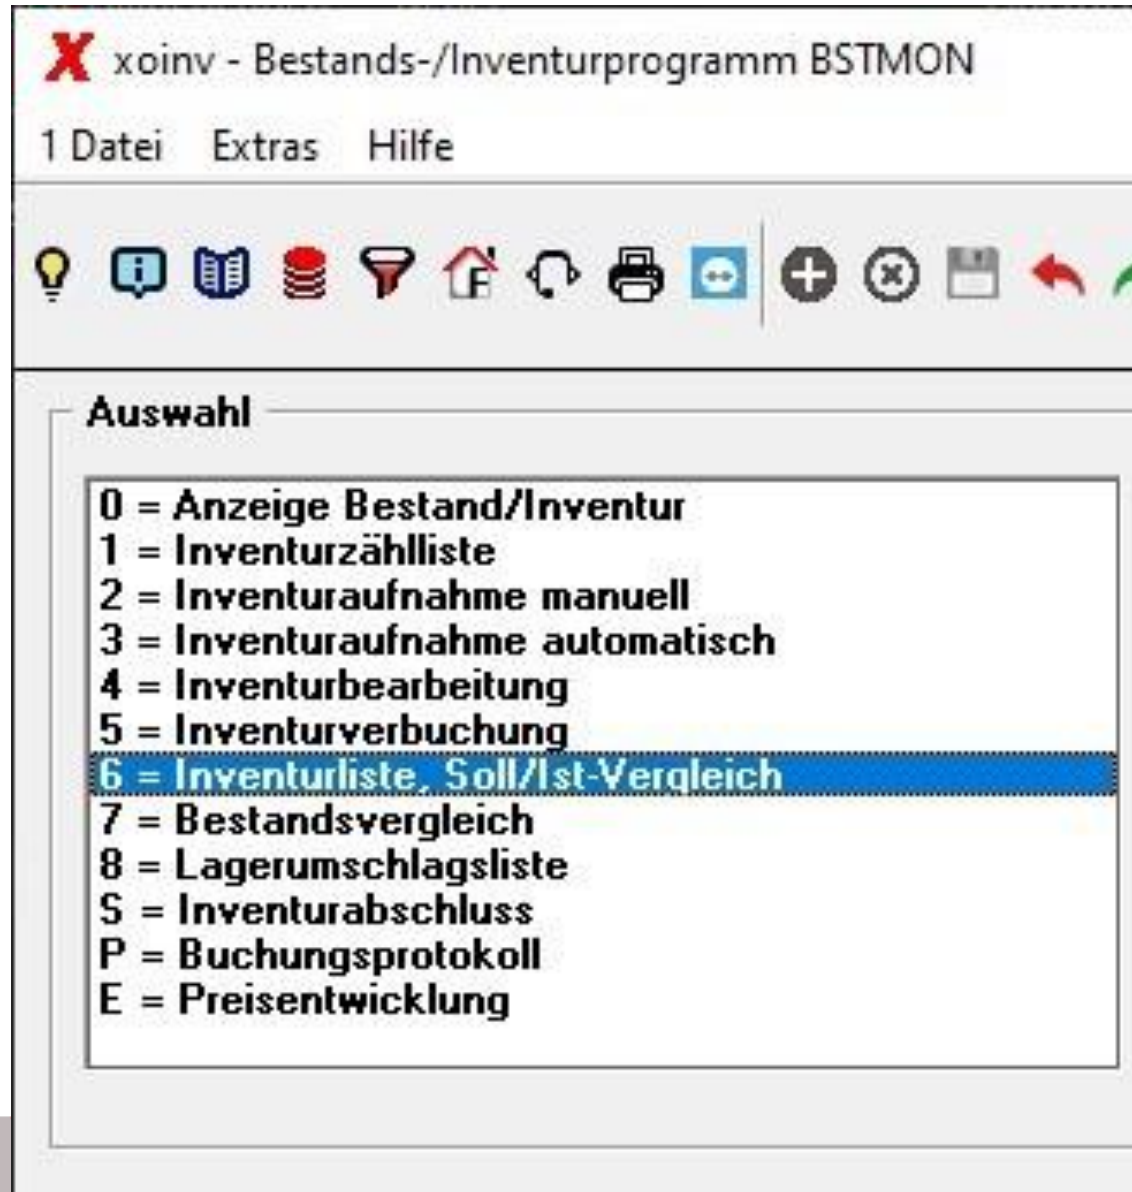 xoinv - Bestands-/Inventurprogramm BSTMON
1 Datei Extras Hilfe
Auswahl
0 = Anzeige Bestand/Inventur
1 = Inventurzählliste
2 = Inventuraufnahme manuell
3 = Inventuraufnahme automatisch
4 = Inventurbearbeitung
5 = Inventurverbuchung
6 = Inventurliste, Soll/Ist-Vergleich
7 = Bestandsvergleich
8 = Lagerumschlagsliste
S = Inventurabschluss
P = Buchungsprotokoll
E = Preisentwicklung